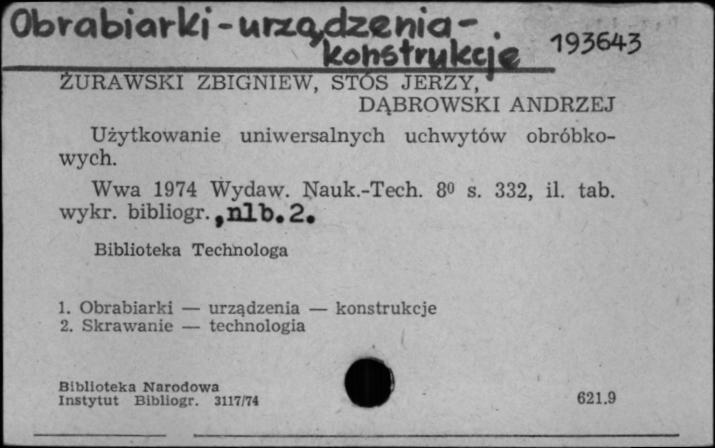 Obrabiarki - urządzenia -
konstrukcje
193643
ŻURAWSKI ZBIGNIEW, STÓS JERZY,
DĄBROWSKI ANDRZEJ
Użytkowanie uniwersalnych uchwytów obróbko-
wych.
Wwa 1974 Wydaw. Nauk.-Tech. 8⁰ s. 332, il. tab.
wykr. bibliogr., nlb. 2.
Biblioteka Technologa
1. Obrabiarki — urządzenia — konstrukcje
2. Skrawanie — technologia
Biblioteka Narodowa
Instytut Bibliogr. 3117/74
621.9